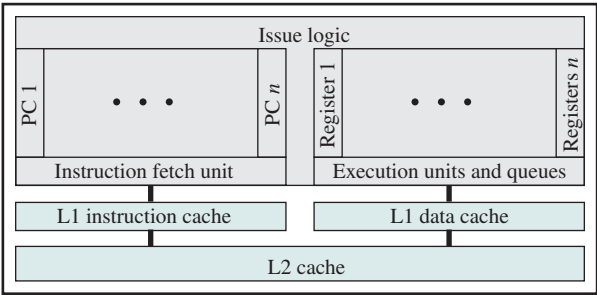 Issue logic
PC 1
• • •
PC n
Register 1
• • •
Registers n
Instruction fetch unit
Execution units and queues
L1 instruction cache
L1 data cache
L2 cache